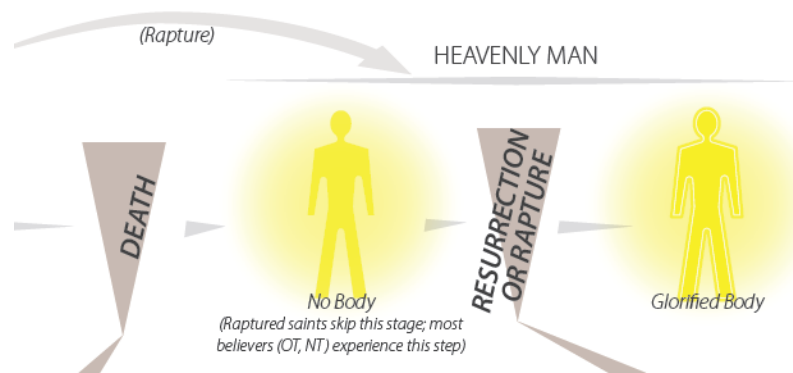 (Rapture)
HEAVENLY MAN
DEATH
RESURRECTION
OR RAPTURE
No Body
(Raptured saints skip this stage; most
believers (OT, NT) experience this step)
Glorified Body